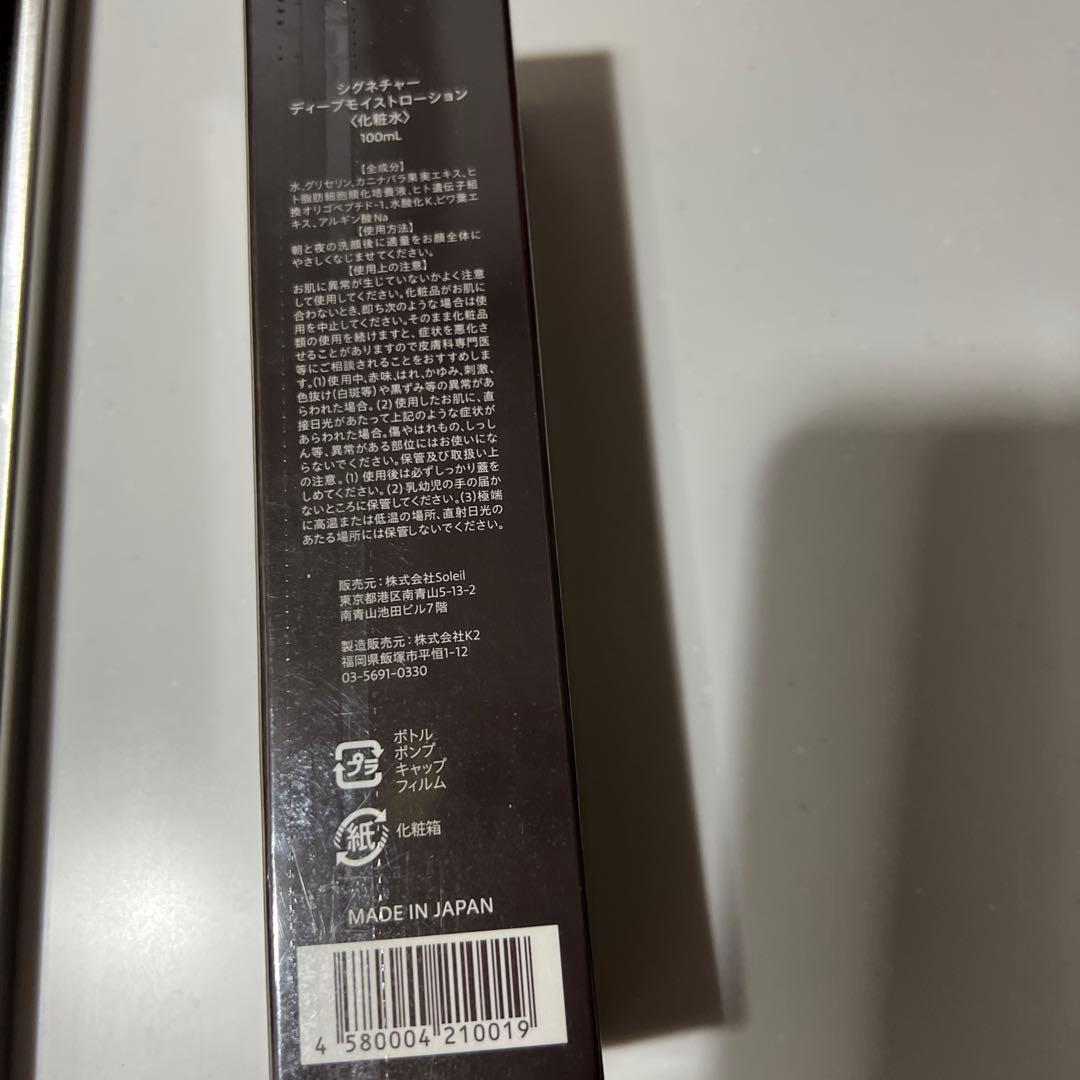 シグネチャー
ディープモイストローション
〈化粧水〉
100mL
【全成分】
水、グリセリン、カニナバラ果実エキス、ヒ
ト脂肪細胞順化培養液、ヒト遺伝子組
換オリゴペプチド-1、水酸化K、ビワ葉エ
キス、アルギン酸Na
【使用方法】
朝と夜の洗顔後に適量をお顔全体に
やさしくなじませてください。
【使用上の注意】
お肌に異常が生じていないかよく注意
して使用してください。化粧品がお肌に
合わないとき、即ち次のような場合は使
用を中止してください。そのまま化粧品
類の使用を続けますと、症状を悪化さ
せることがありますので皮膚科専門医
等にご相談されることをおすすめしま
す。(1)使用中、赤味、はれ、かゆみ、刺激、
色抜け(白斑等)や黒ずみ等の異常があ
らわれた場合。(2)使用したお肌に、直
接日光があたって上記のような症状が
あらわれた場合。傷やはれもの、しっし
ん等、異常がある部位にはお使いにな
らないでください。保管及び取扱い上
の注意。(1) 使用後は必ずしっかり蓋を
しめてください。(2) 乳幼児の手の届か
ないところに保管してください。(3)極端
に高温または低温の場所、直射日光の
あたる場所には保管しないでください。
販売元：株式会社Soleil
東京都港区南青山5-13-2
南青山池田ビル7階
製造販売元：株式会社K2
福岡県飯塚市平恒1-12
03-5691-0330
プラ
ボトル
ポンプ
キャップ
フィルム
紙 化粧箱
MADE IN JAPAN
4 580004 210019